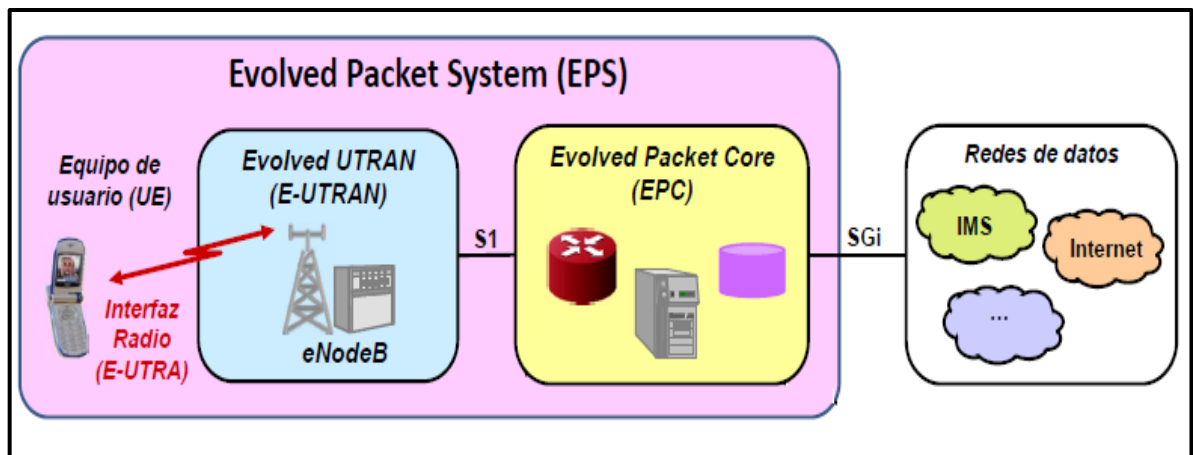 Evolved Packet System (EPS)
Equipo de
usuario (UE)
Interfaz
Radio
(E-UTRA)
Evolved UTRAN
(E-UTRAN)
eNodeB
S1
Evolved Packet Core
(EPC)
SGi
Redes de datos
IMS
Internet
...